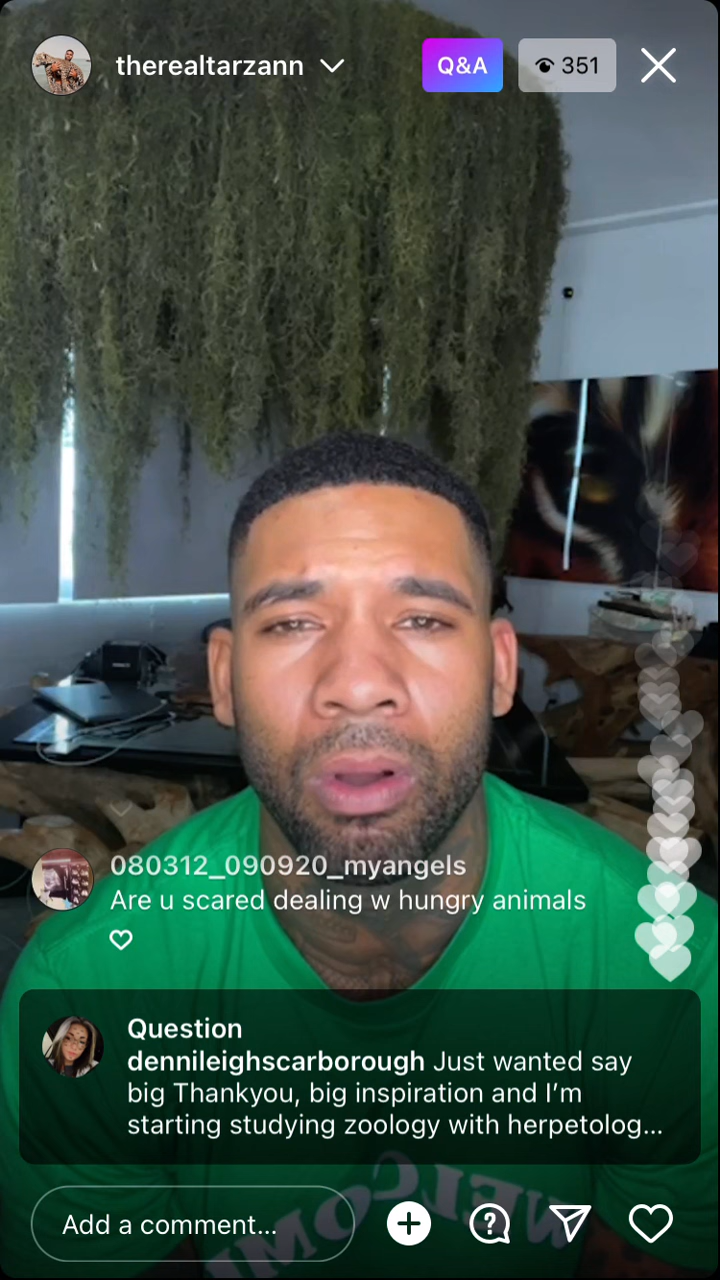 therealtarzann
Q&A
351
080312_090920_myangels
Are u scared dealing w hungry animals
Question
dennileighscarborough Just wanted say
big Thankyou, big inspiration and I'm
starting studying zoology with herpetolog...
Add a comment...
WELCOME